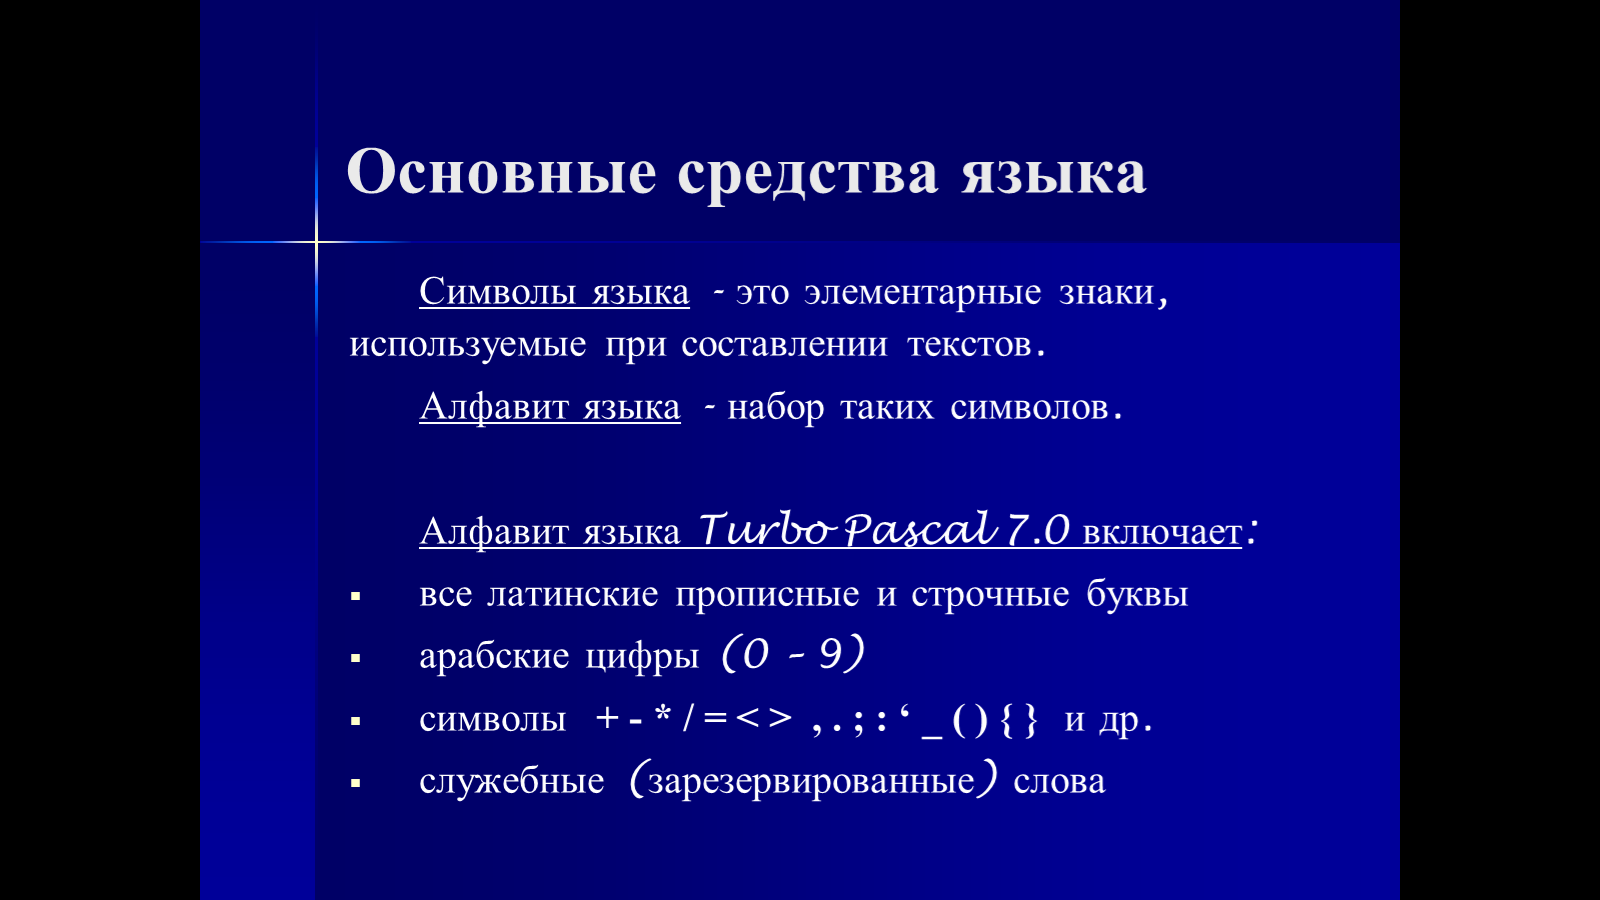 Основные средства языка
Символы языка - это элементарные знаки,
используемые при составлении текстов.
Алфавит языка - набор таких символов.
Алфавит языка Turbo Pascal 7.0 включает:
▪ все латинские прописные и строчные буквы
▪ арабские цифры (0 – 9)
▪ символы + - * / = < > , . ; : ‘ _ ( ) { } и др.
▪ служебные (зарезервированные) слова